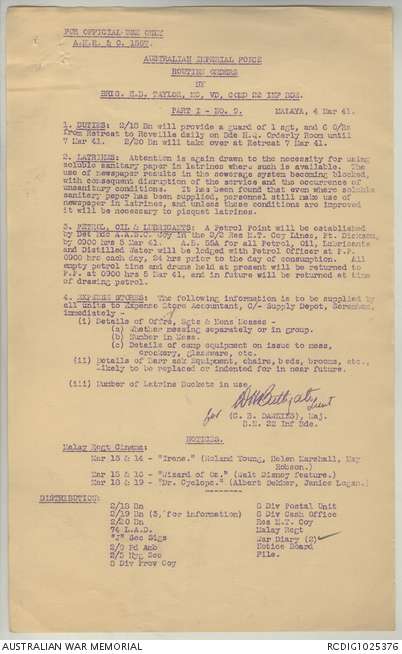 FOR OFFICIAL USE ONLY
AUSTRALIAN IMPERIAL FORCE
ROUTINE ORDERS
BY
BRIG. H.B. TAYLOR, MC, VD, COMD 22 INF BDE.
PART I - NO. 9. MALAYA, 4 Mar 41.
1. DUTIES: 2/18 Bn will provide a guard of 1 sgt, and 6 O/Rs
from Retreat to Reveille daily on Bde H.Q. Orderly Room until
7 Mar 41. 2/20 Bn will take over at Retreat 7 Mar 41.
2. LATRINES: Attention is again drawn to the necessity for using
soluble sanitary paper in latrines where such is available. The
use of newspaper results in the sewerage system becoming blocked,
with consequent disruption of the service and the occurrence of
unsanitary conditions. It has been found that even where soluble
sanitary paper has been supplied, personnel still make use of
newspaper in latrines, and unless these conditions are improved
it will be necessary to picquet latrines.
3. PETROL, OIL & LUBRICANTS: A Petrol Point will be established
by Det Bde A.A.S.C. Coy in the 2/3 Res M.T. Coy Lines, Pt. Dickson,
by 0900 hrs 5 Mar 41. A.B. 55A for all Petrol, Oil, Lubricants
and Distilled Water will be lodged with Petrol Officer at P.P.
0900 hrs each day, 24 hrs prior to the day of consumption. All
empty petrol tins and drums held at present will be returned to
P.P. at 0900 hrs 5 Mar 41, and in future will be returned at time
of drawing petrol.
4. EXPENSE STORES: The following information is to be supplied by
all units to Expense Store Accountant, C/- Supply Depot, Seremban,
immediately -
(i) Details of Offrs, Sgts & Mens Messes -
(a) Whether messing separately or in group.
(b) Number in Mess.
(c) Details of camp equipment on issue to mess,
crockery, glassware, etc.
(ii) Details of Barrack Equipment, chairs, beds, brooms, etc.,
likely to be replaced or indented for in near future.
(iii) Number of Latrine Buckets in use.
Lieut
for (C. B. DAWKINS), Maj.
B.M. 22 Inf Bde.
NOTICES.
Malay Regt Cinema:
Mar 13 & 14 - "Irene." (Roland Young, Helen Marshall, May
Robson.)
Mar 15 & 16 - "Wizard of Oz." (Walt Disney feature.)
Mar 18 & 19 - "Dr. Cyclops." (Albert Dekker, Janice Logan.)
--------
DISTRIBUTION:
2/18 Bn 8 Div Postal Unit
2/19 Bn (3, for information) 8 Div Cash Office
2/20 Bn Res M.T. Coy
74 L.A.D. Malay Regt
"J" Sec Sigs War Diary (2)
2/9 Fd Amb Notice Board
2/5 Hyg Sec File.
8 Div Prov Coy
AUSTRALIAN WAR MEMORIAL RCDIG1025376